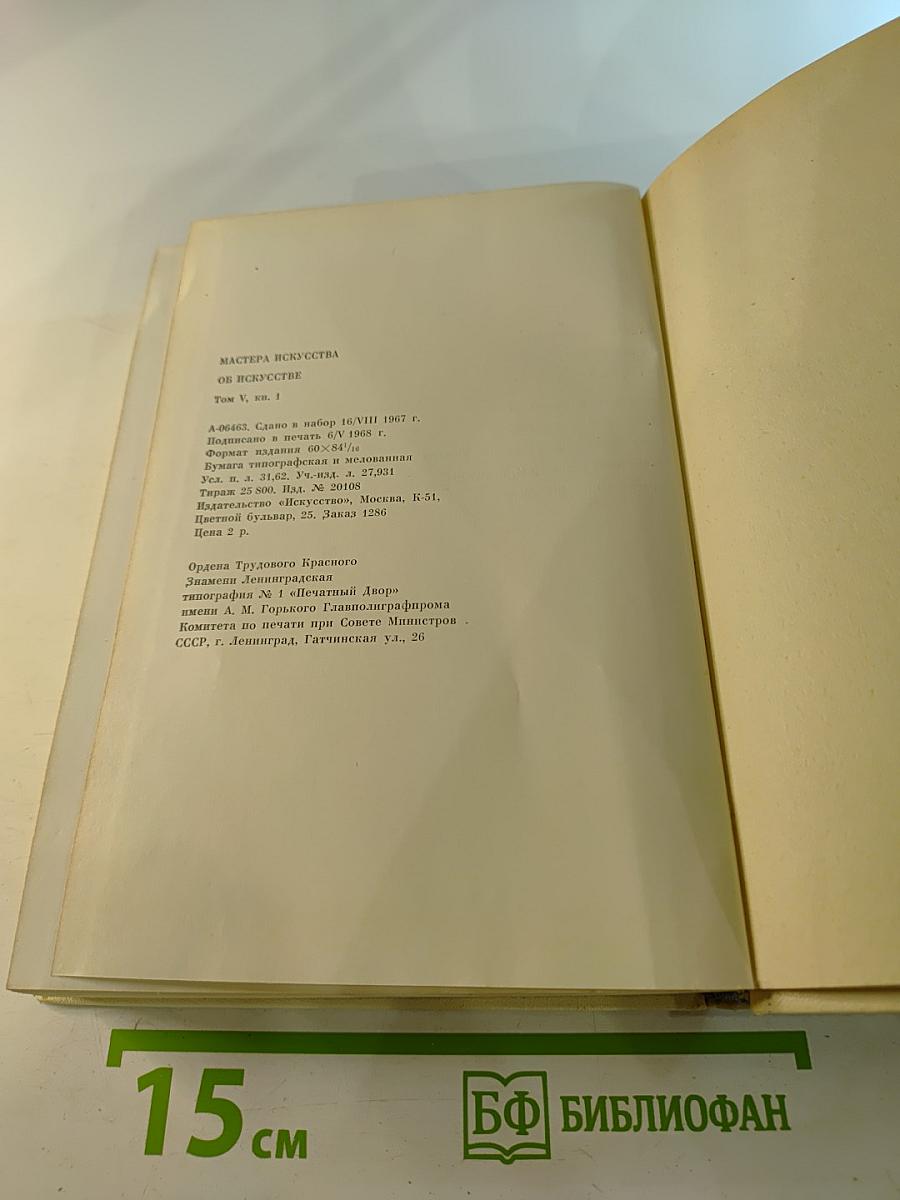 МАСТЕРА ИСКУССТВА
ОБ ИСКУССТВЕ
Том V, кн. 1
А-06463. Сдано в набор 16/VIII 1967 г.
Подписано в печать 6/V 1968 г.
Формат издания 60×84¹/₁₆
Бумага типографская и мелованная
Усл. п. л. 31,62. Уч.-изд. л. 27,931
Тираж 25 800. Изд. № 20108
Издательство «Искусство», Москва, К-51,
Цветной бульвар, 25. Заказ 1286
Цена 2 р.
Ордена Трудового Красного
Знамени Ленинградская
типография № 1 «Печатный Двор»
имени А. М. Горького Главполиграфпрома
Комитета по печати при Совете Министров
СССР, г. Ленинград, Гатчинская ул., 26
15 см
БФ БИБЛИОФАН